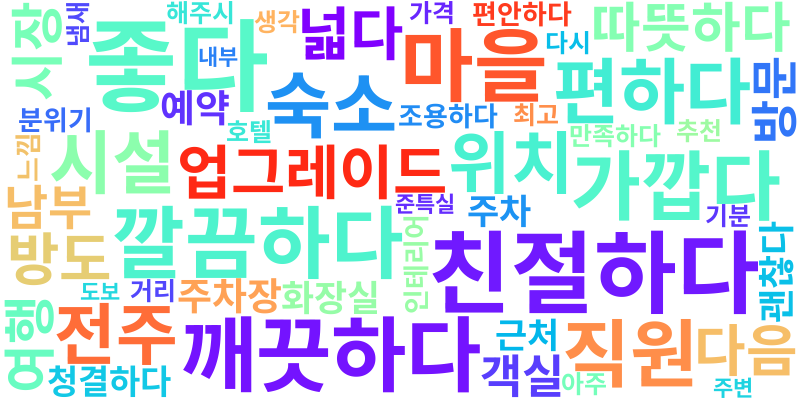 해주시
생각
가격
편안하다
냄새
시장
좋다
내부
넓다
마을
다시
따뜻하다
분위기
예약
숙소
조용하다
최고
편하다
방문
호텔
만족하다
추천
느낌
시설
업그레이드
위치
가깝다
남부
깔끔하다
준특실
주차
기분
방도
인테리어
친절하다
괜찮다
도보
거리
주차장
화장실
여행
전주
깨끗하다
근처
직원
다음
청결하다
객실
아주
주변